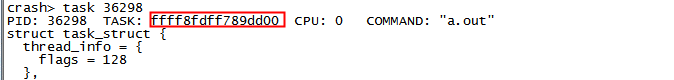 crash> task 36298
PID: 36298  TASK: ffff8fdff789dd00  CPU: 0   COMMAND: "a.out"
struct task_struct {
  thread_info = {
    flags = 128
  },